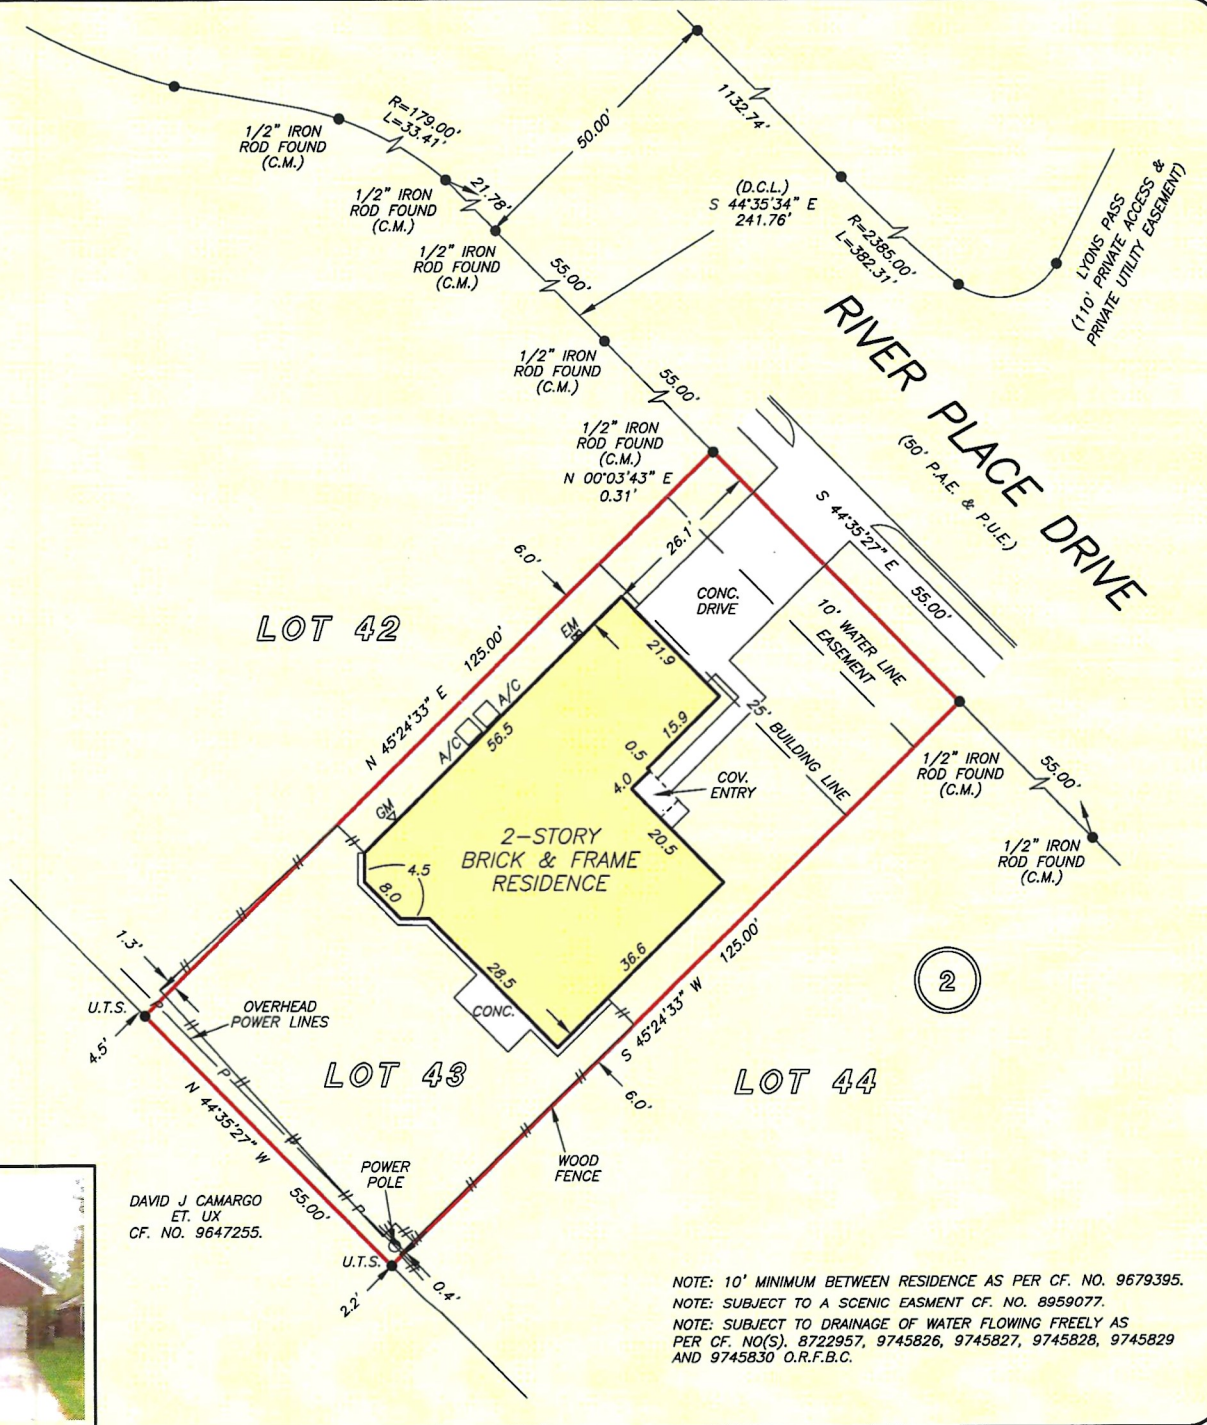 1/2" IRON
ROD FOUND
(C.M.)
R=179.00'
L=33.41'
1/2" IRON
ROD FOUND
(C.M.)
21.78'
1/2" IRON
ROD FOUND
(C.M.)
50.00'
1132.74'
(D.C.L.)
S 44°35'34" E
241.76'
R=2385.00'
L=382.31'
LYONS PASS
(110' PRIVATE ACCESS &
PRIVATE UTILITY EASEMENT)
55.00'
1/2" IRON
ROD FOUND
(C.M.)
55.00'
RIVER PLACE DRIVE
(50' P.A.E. & P.U.E.)
1/2" IRON
ROD FOUND
(C.M.)
N 00°03'43" E
0.31'
S 44°35'27" E 55.00'
26.1'
6.0'
CONC.
DRIVE
10' WATER LINE
EASEMENT
LOT 42
N 45°24'33" E 125.00'
EM
A/C
A/C
56.5
21.9
15.9
0.5
4.0
25' BUILDING LINE
COV.
ENTRY
1/2" IRON
ROD FOUND
(C.M.)
55.00'
1/2" IRON
ROD FOUND
(C.M.)
GM
2-STORY
BRICK & FRAME
RESIDENCE
20.5
4.5
8.0
28.5
36.6
CONC.
S 45°24'33" W 125.00'
2
1.3'
U.T.S.
4.5'
OVERHEAD
POWER LINES
P
P
P
P
LOT 43
LOT 44
6.0'
N 44°35'27" W 55.00'
WOOD
FENCE
POWER
POLE
U.T.S.
2.2'
0.4'
DAVID J CAMARGO
ET. UX
CF. NO. 9647255.
NOTE: 10' MINIMUM BETWEEN RESIDENCE AS PER CF. NO. 9679395.
NOTE: SUBJECT TO A SCENIC EASMENT CF. NO. 8959077.
NOTE: SUBJECT TO DRAINAGE OF WATER FLOWING FREELY AS
PER CF. NO(S). 8722957, 9745826, 9745827, 9745828, 9745829
AND 9745830 O.R.F.B.C.